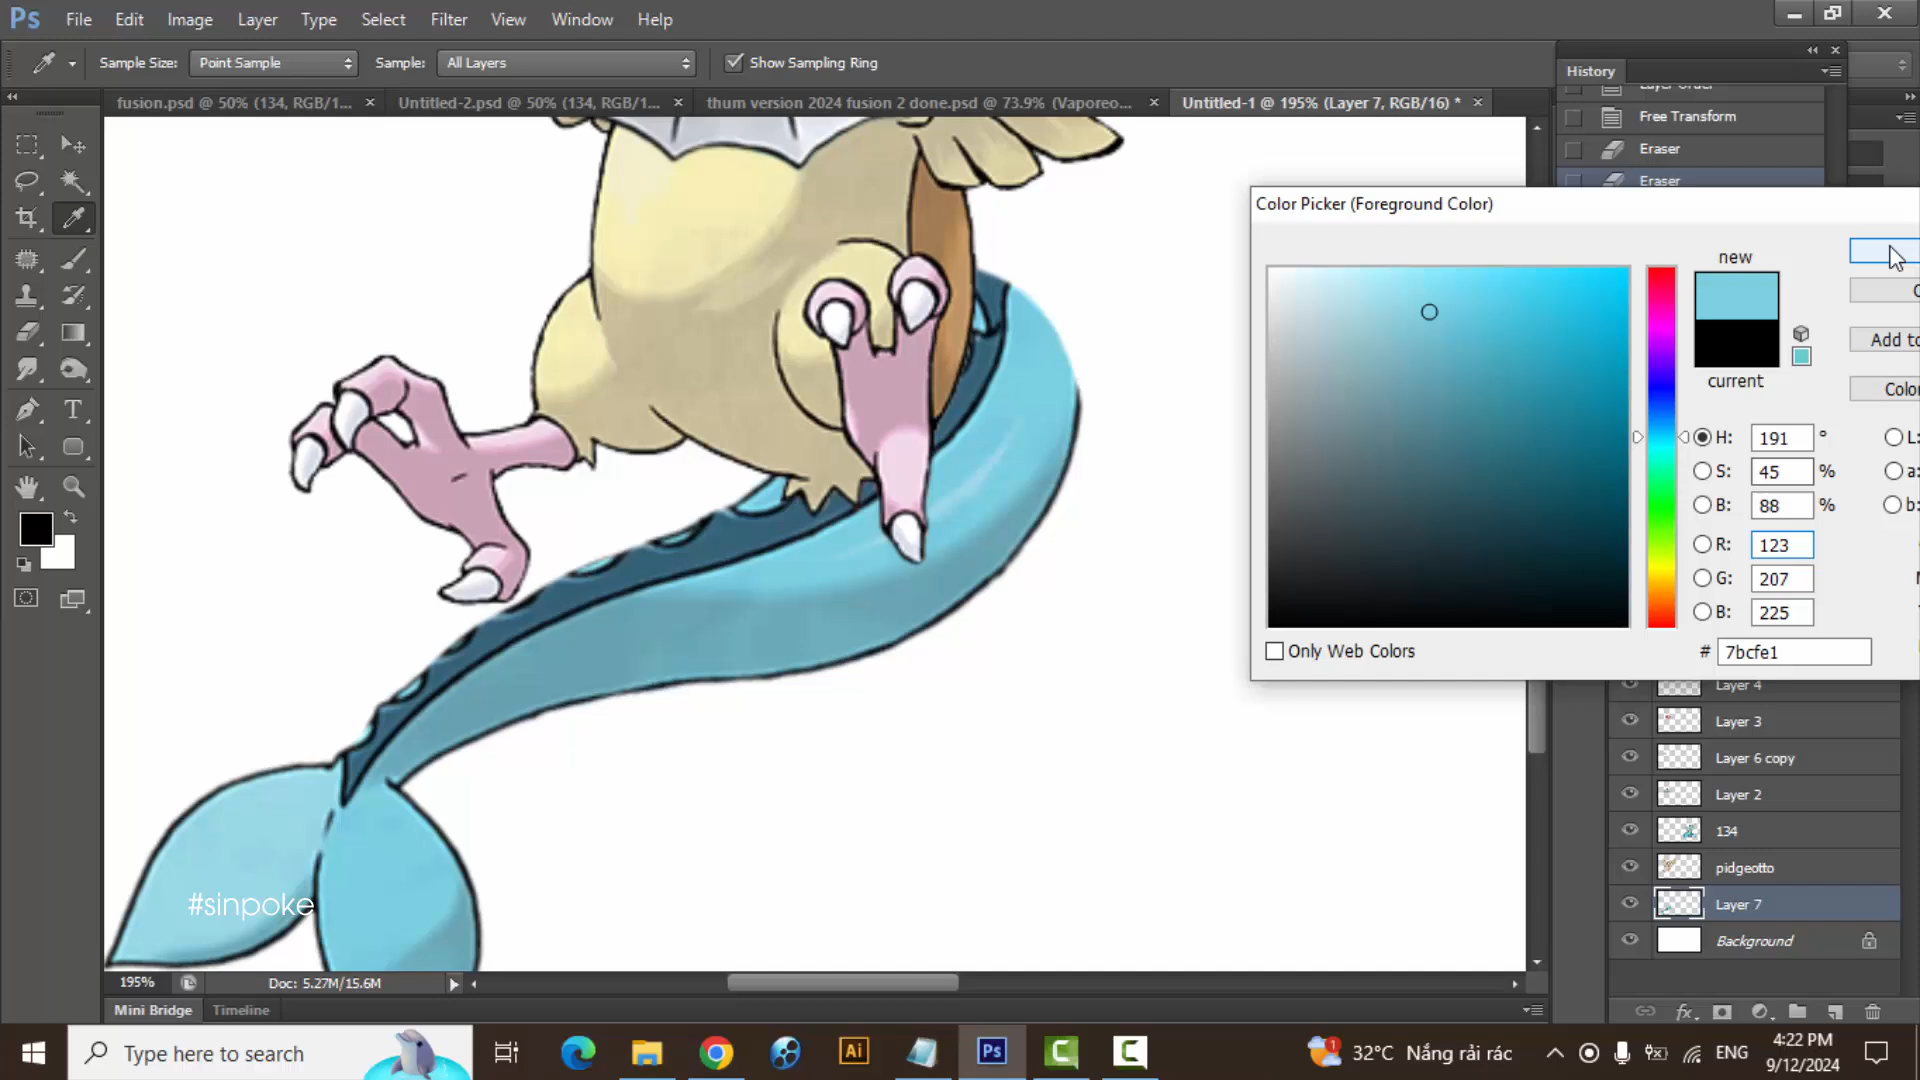 Ps File Edit Image Layer Type Select Filter View Window Help
Sample Size: Point Sample Sample: All Layers Show Sampling Ring
History
fusion.psd @ 50% (134, RGB/1... Untitled-2.psd @ 50% (134, RGB/1... thum version 2024 fusion 2 done.psd @ 73.9% (Vaporeo... Untitled-1 @ 195% (Layer 7, RGB/16) *
Layer Order
Free Transform
Eraser
Eraser
Color Picker (Foreground Color)
new
Add to
current
Color
H: 191 °
L:
S: 45 %
a:
B: 88 %
b:
R: 123
G: 207
B: 225
Only Web Colors
# 7bcfe1
Layer 4
Layer 3
Layer 6 copy
Layer 2
134
pidgeotto
Layer 7
Background
#sinpoke
195% Doc: 5.27M/15.6M
Mini Bridge Timeline
Type here to search
Ai
Ps
32°C Nắng rải rác
ENG
4:22 PM
9/12/2024